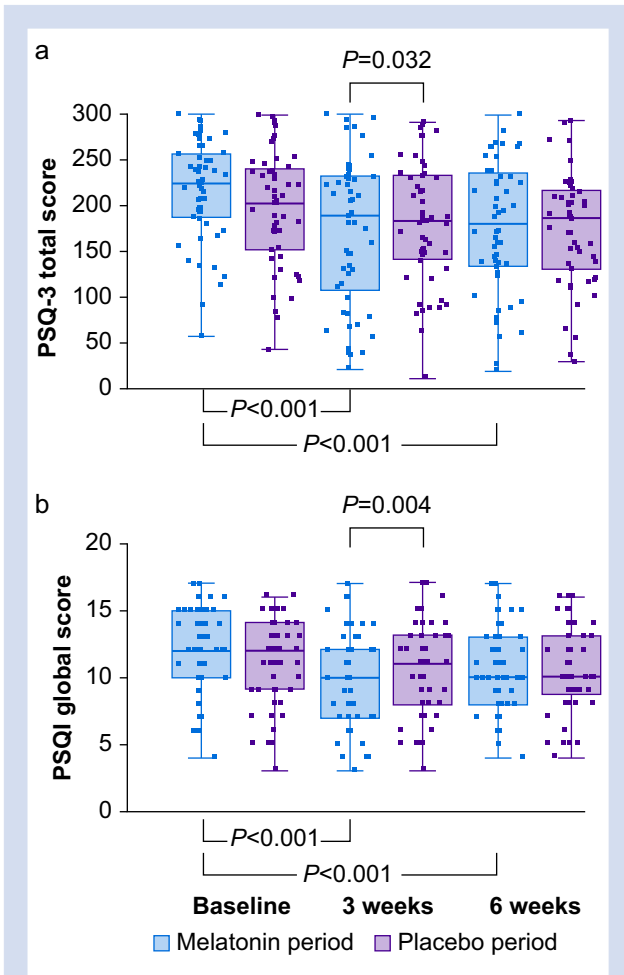 a
P=0.032
300
250
200
150
100
50
0
PSQ-3 total score
P<0.001
P<0.001
b
P=0.004
20
15
10
5
0
PSQI global score
P<0.001
P<0.001
Baseline 3 weeks 6 weeks
Melatonin period Placebo period